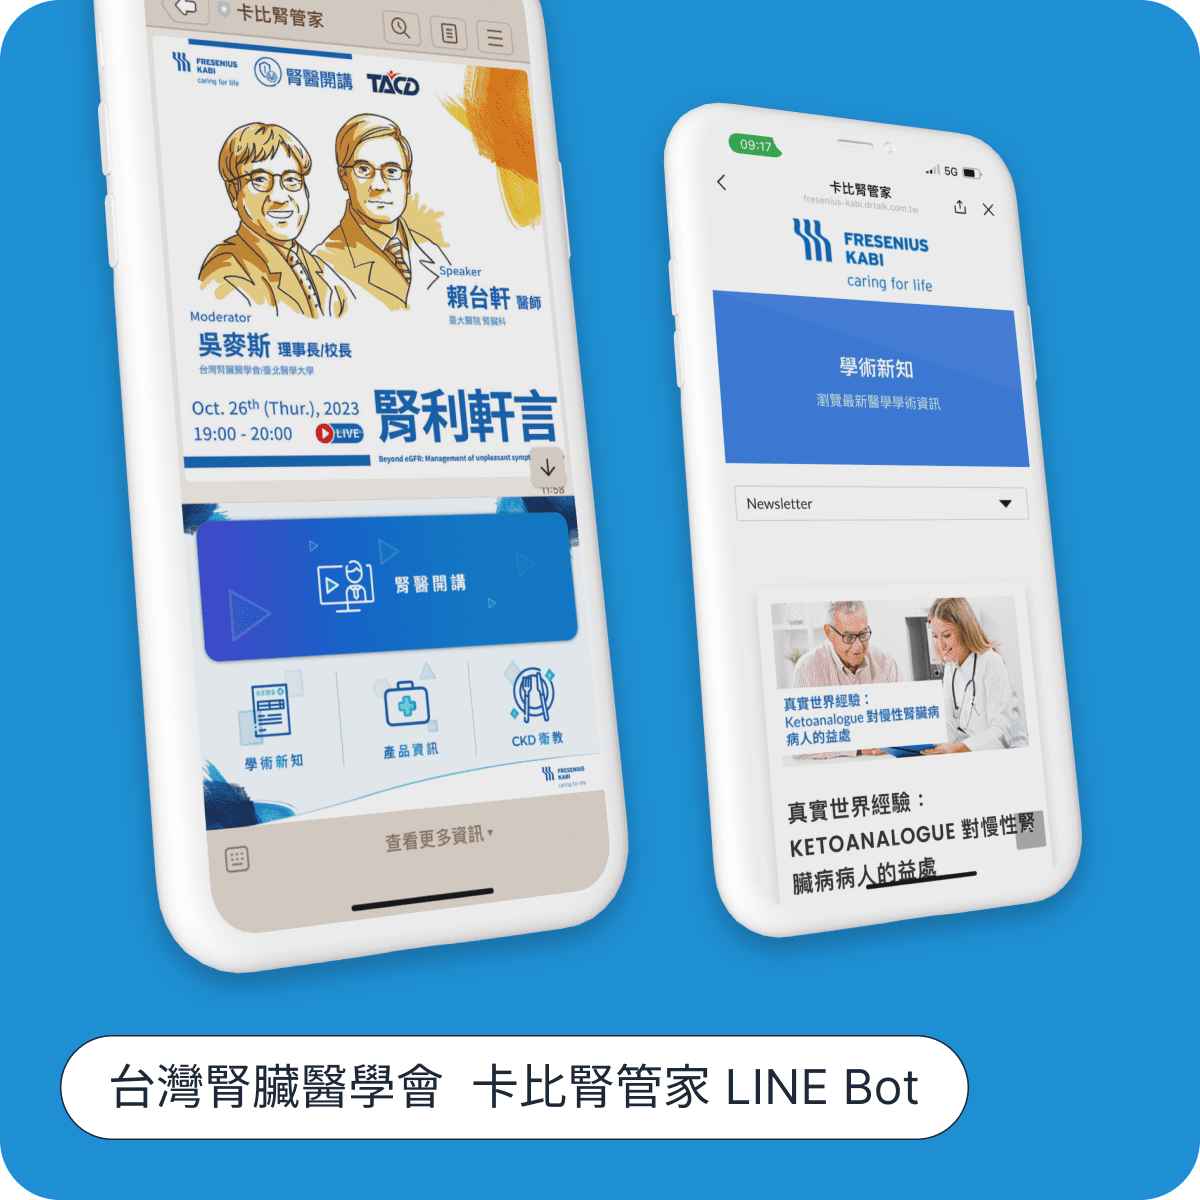 卡比腎管家
FRESENIUS
KABI
caring for life
腎醫開講
TACD
Speaker
賴台軒 醫師
臺大醫院 腎臟科
Moderator
吳麥斯 理事長/校長
台灣腎臟醫學會/臺北醫學大學
Oct. 26th (Thur.), 2023
19:00 - 20:00
LIVE
腎利軒言
Beyond eGFR: Management of unpleasant
11:58
腎醫開講
NEWS
學術新知
產品資訊
CKD 衛教
FRESENIUS
KABI
caring for life
查看更多資訊
09:17
5G
卡比腎管家
fresenius-kabi.drtalk.com.tw
FRESENIUS
KABI
caring for life
學術新知
瀏覽最新醫學學術資訊
Newsletter
真實世界經驗：
Ketoanalogue 對慢性腎臟病
病人的益處
真實世界經驗：
KETOANALOGUE 對慢性腎
臟病病人的益處
台灣腎臟醫學會 卡比腎管家 LINE Bot